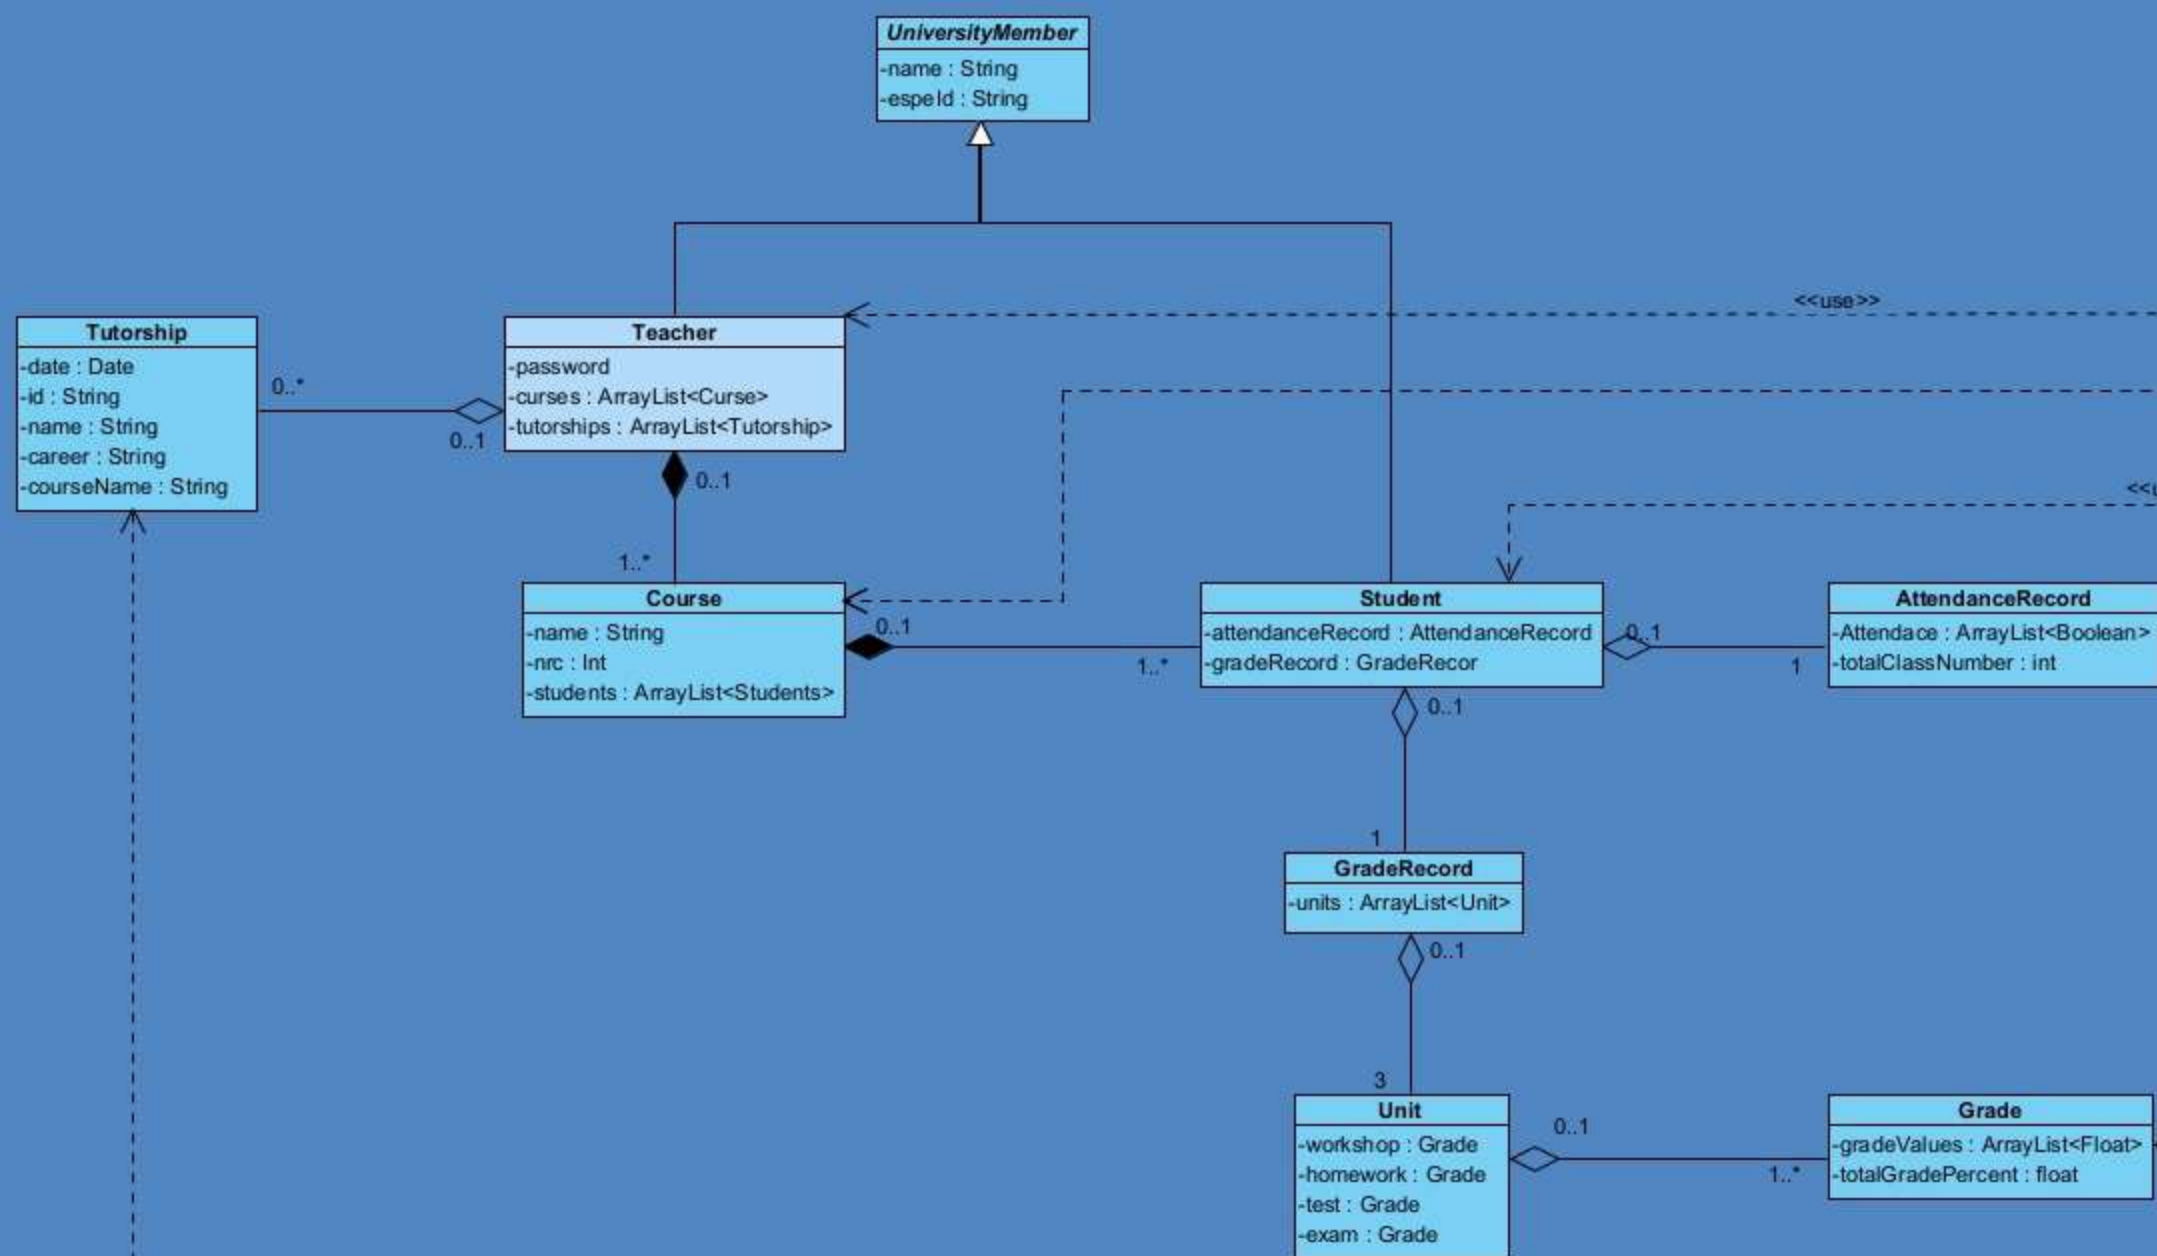 UniversityMember
-name : String
-espeId : String
<<use>>
Tutorship
-date : Date
-id : String
-name : String
-career : String
-courseName : String
0..*
0..1
Teacher
-password
-curses : ArrayList<Curse>
-tutorships : ArrayList<Tutorship>
0..1
1..*
<<u
Course
-name : String
-nrc : Int
-students : ArrayList<Students>
0..1
1..*
Student
-attendanceRecord : AttendanceRecord
-gradeRecord : GradeRecor
0..1
1
AttendanceRecord
-Attendace : ArrayList<Boolean>
-totalClassNumber : int
0..1
1
GradeRecord
-units : ArrayList<Unit>
0..1
3
Unit
-workshop : Grade
-homework : Grade
-test : Grade
-exam : Grade
0..1
1..*
Grade
-gradeValues : ArrayList<Float>
-totalGradePercent : float